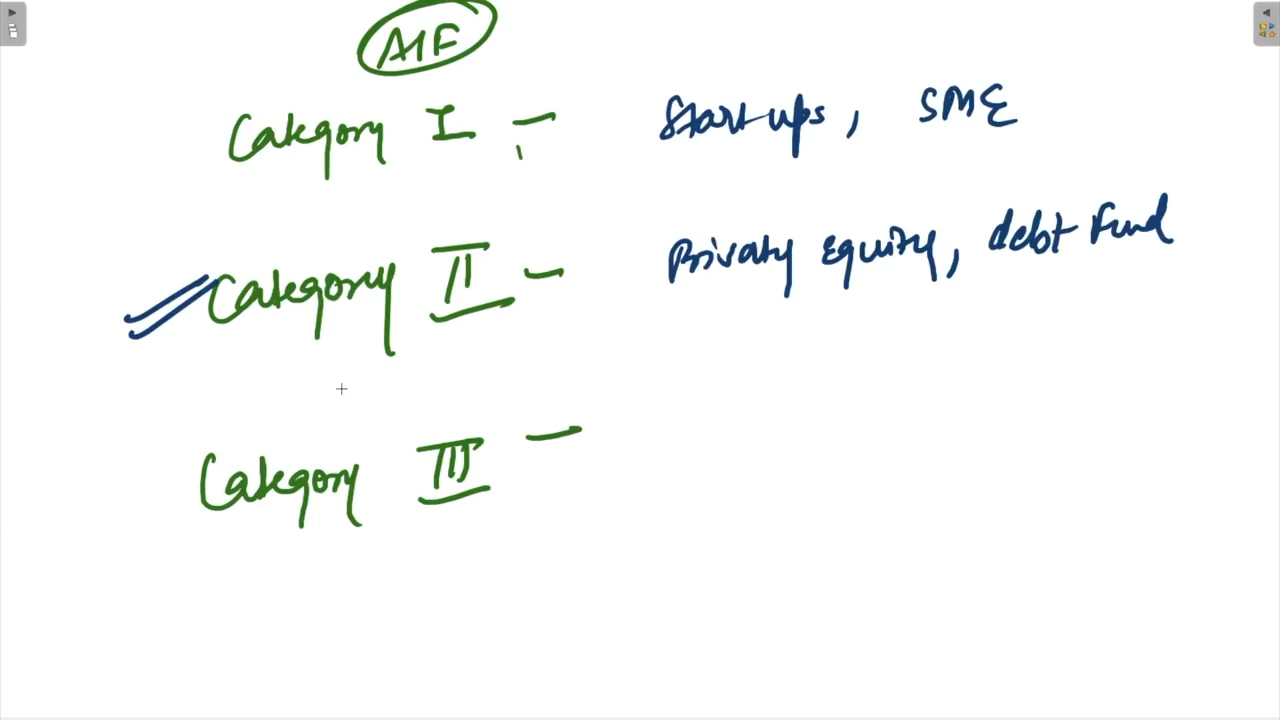 AIF
Category I - Startups, SME
Category II - Private Equity, debt Fund
Category III -